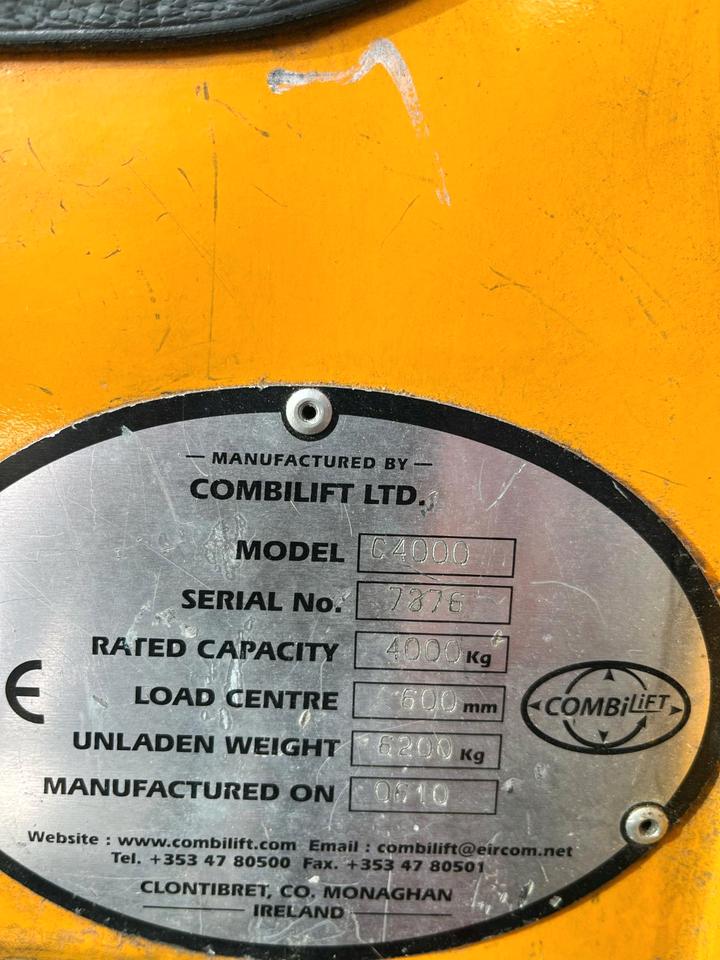 — MANUFACTURED BY —
COMBILIFT LTD.
MODEL C4000
SERIAL No. 7876
RATED CAPACITY 4000 Kg
LOAD CENTRE 600 mm
UNLADEN WEIGHT 6200 Kg
MANUFACTURED ON 0610
CE
COMBiLiFT
Website : www.combilift.com Email : combilift@eircom.net
Tel. +353 47 80500 Fax. +353 47 80501
CLONTIBRET, CO. MONAGHAN
IRELAND